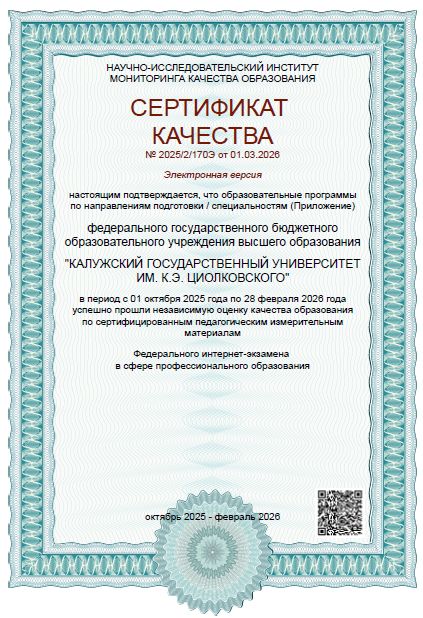 НАУЧНО-ИССЛЕДОВАТЕЛЬСКИЙ ИНСТИТУТ
МОНИТОРИНГА КАЧЕСТВА ОБРАЗОВАНИЯ
СЕРТИФИКАТ
КАЧЕСТВА
№ 2025/2/170Э от 01.03.2026
Электронная версия
настоящим подтверждается, что образовательные программы
по направлениям подготовки / специальностям (Приложение)
федерального государственного бюджетного
образовательного учреждения высшего образования
"КАЛУЖСКИЙ ГОСУДАРСТВЕННЫЙ УНИВЕРСИТЕТ
ИМ. К.Э. ЦИОЛКОВСКОГО"
в период с 01 октября 2025 года по 28 февраля 2026 года
успешно прошли независимую оценку качества образования
по сертифицированным педагогическим измерительным
материалам
Федерального интернет-экзамена
в сфере профессионального образования
октябрь 2025 - февраль 2026